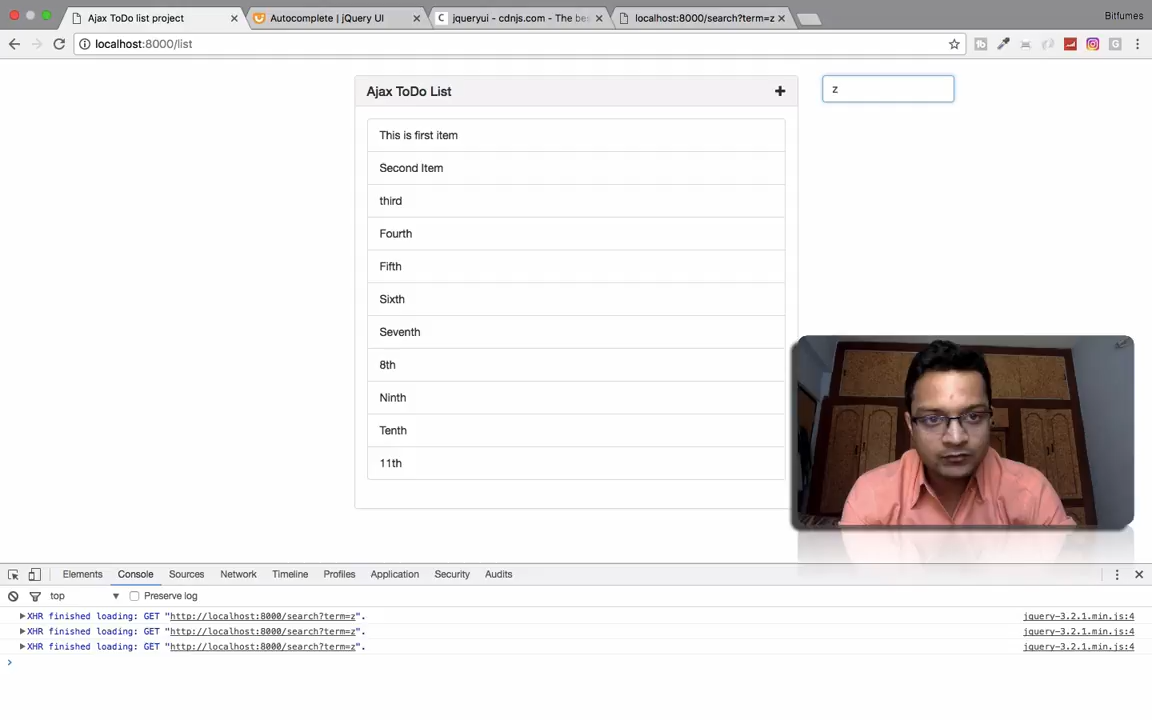 Ajax ToDo list project
Autocomplete | jQuery UI
C jqueryui - cdnjs.com - The bes
localhost:8000/search?term=z
Bitfumes
localhost:8000/list
Ajax ToDo List
z
This is first item
Second Item
third
Fourth
Fifth
Sixth
Seventh
8th
Ninth
Tenth
11th
Elements Console Sources Network Timeline Profiles Application Security Audits
top Preserve log
XHR finished loading: GET "http://localhost:8000/search?term=z". jquery-3.2.1.min.js:4
XHR finished loading: GET "http://localhost:8000/search?term=z". jquery-3.2.1.min.js:4
XHR finished loading: GET "http://localhost:8000/search?term=z". jquery-3.2.1.min.js:4